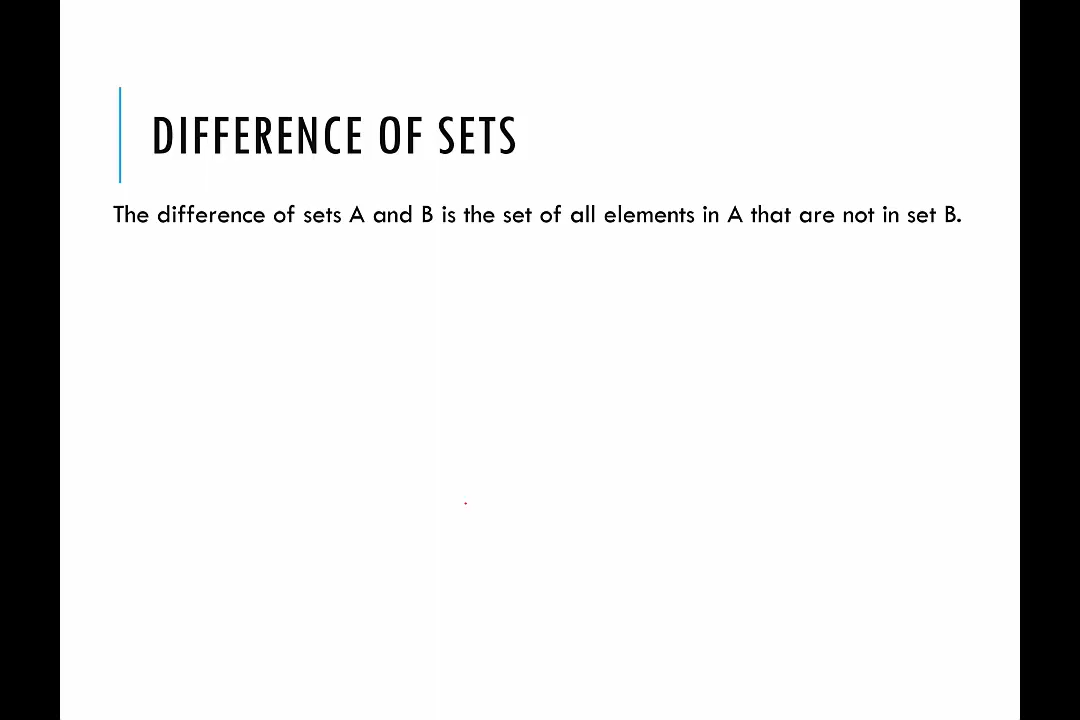 DIFFERENCE OF SETS
The difference of sets A and B is the set of all elements in A that are not in set B.